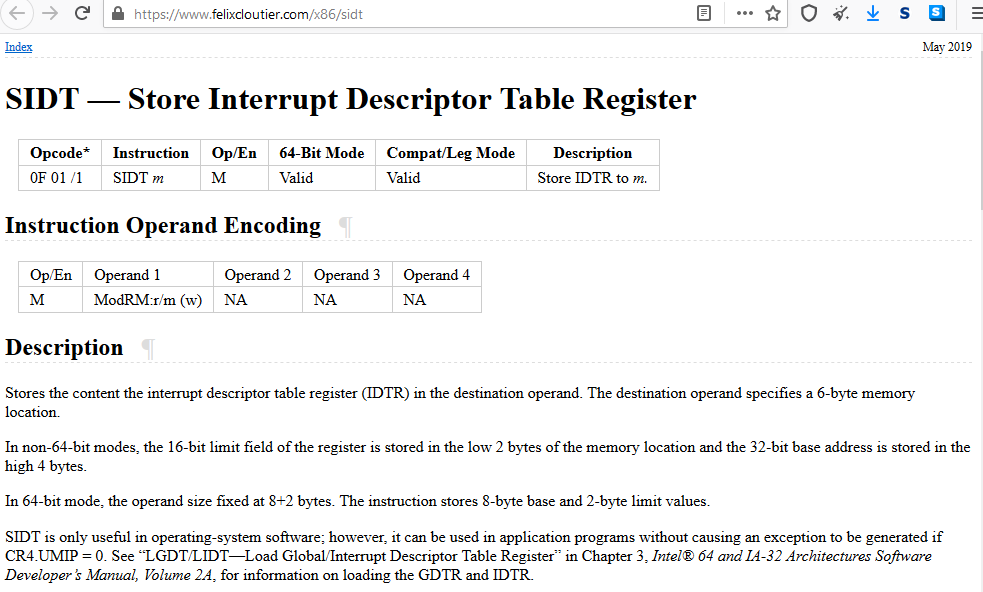 https://www.felixcloutier.com/x86/sidt
S
S
Index
May 2019
SIDT — Store Interrupt Descriptor Table Register
Opcode* Instruction Op/En 64-Bit Mode Compat/Leg Mode Description
0F 01 /1 SIDT m M Valid Valid Store IDTR to m.
Instruction Operand Encoding ¶
Op/En Operand 1 Operand 2 Operand 3 Operand 4
M ModRM:r/m (w) NA NA NA
Description ¶
Stores the content the interrupt descriptor table register (IDTR) in the destination operand. The destination operand specifies a 6-byte memory
location.
In non-64-bit modes, the 16-bit limit field of the register is stored in the low 2 bytes of the memory location and the 32-bit base address is stored in the
high 4 bytes.
In 64-bit mode, the operand size fixed at 8+2 bytes. The instruction stores 8-byte base and 2-byte limit values.
SIDT is only useful in operating-system software; however, it can be used in application programs without causing an exception to be generated if
CR4.UMIP = 0. See “LGDT/LIDT—Load Global/Interrupt Descriptor Table Register” in Chapter 3, Intel® 64 and IA-32 Architectures Software
Developer’s Manual, Volume 2A, for information on loading the GDTR and IDTR.